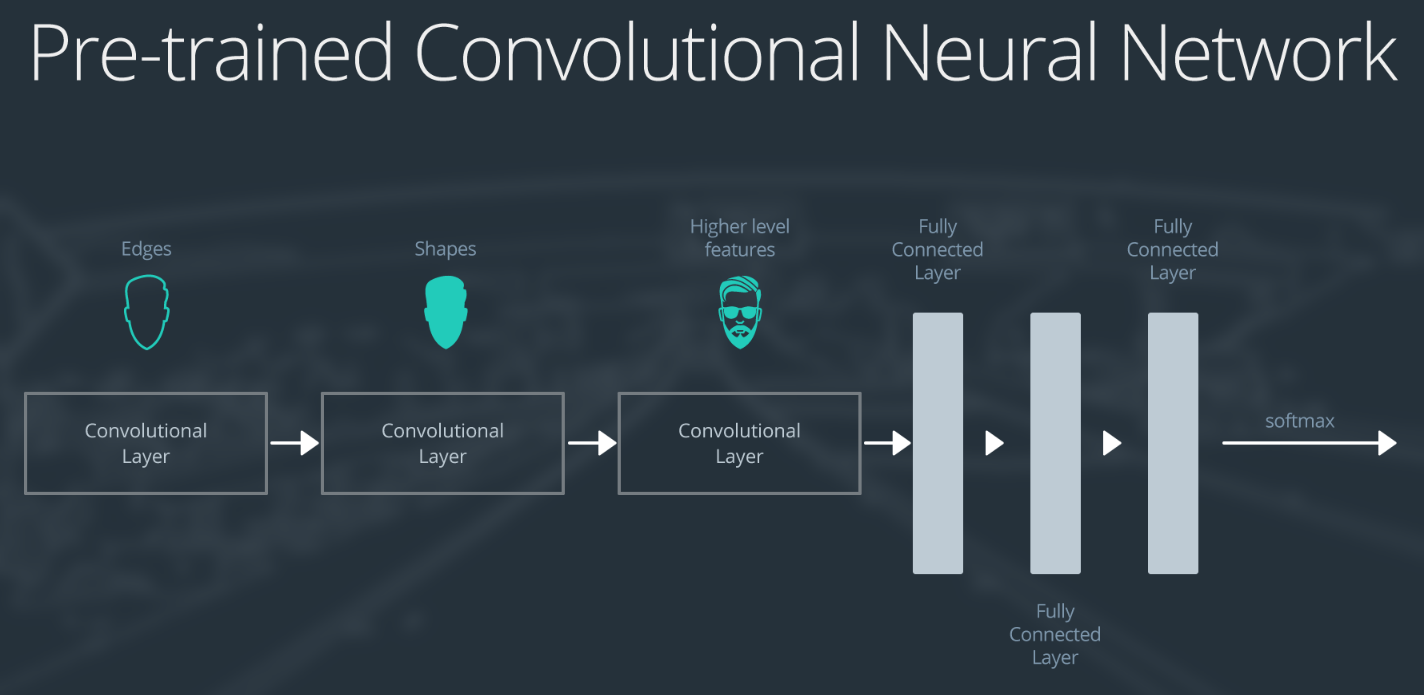 Pre-trained Convolutional Neural Network
Edges
Shapes
Higher level
features
Fully
Connected
Layer
Fully
Connected
Layer
Convolutional
Layer
Convolutional
Layer
Convolutional
Layer
softmax
Fully
Connected
Layer